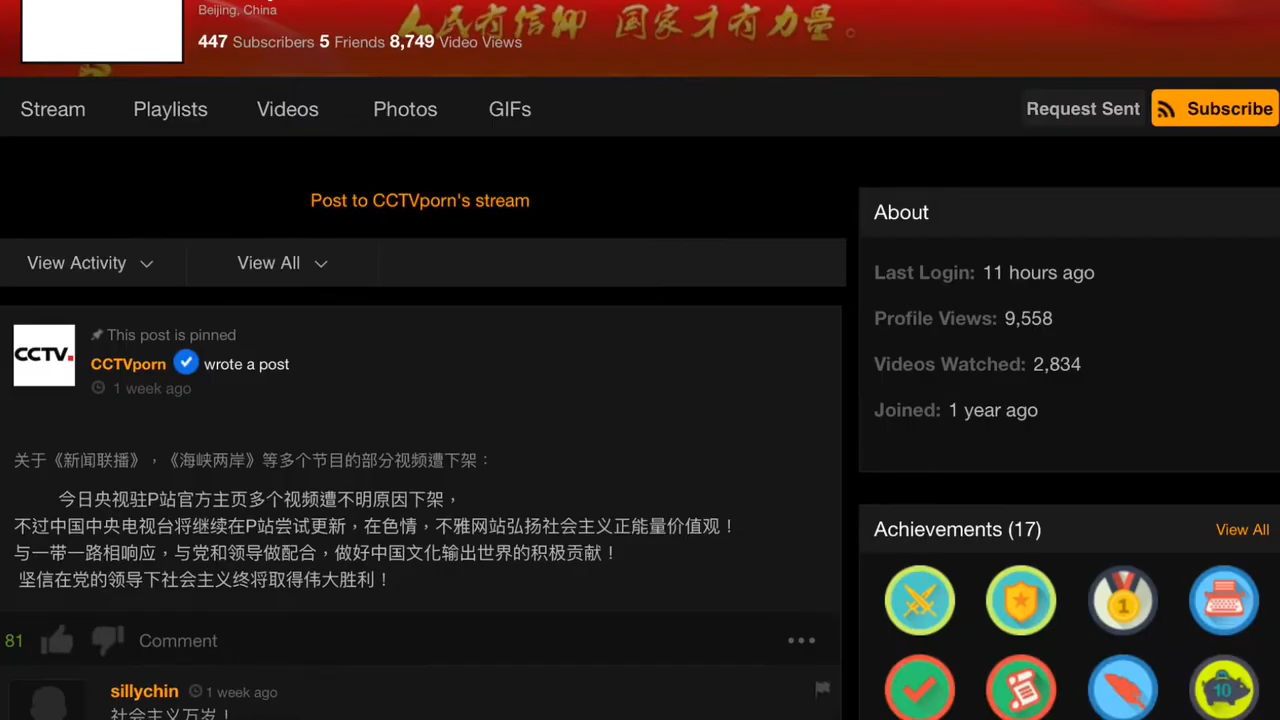 Beijing, China
人民有信仰 国家才有力量。
447 Subscribers 5 Friends 8,749 Video Views
Stream Playlists Videos Photos GIFs Request Sent Subscribe
Post to CCTVporn's stream
View Activity View All
This post is pinned
CCTV.
CCTVporn wrote a post
1 week ago
关于《新闻联播》，《海峡两岸》等多个节目的部分视频遭下架：
今日央视驻P站官方主页多个视频遭不明原因下架，
不过中国中央电视台将继续在P站尝试更新，在色情，不雅网站弘扬社会主义正能量价值观！
与一带一路相响应，与党和领导做配合，做好中国文化输出世界的积极贡献！
坚信在党的领导下社会主义终将取得伟大胜利！
81 Comment
sillychin 1 week ago
社会主义万岁！
About
Last Login: 11 hours ago
Profile Views: 9,558
Videos Watched: 2,834
Joined: 1 year ago
Achievements (17) View All
1
10